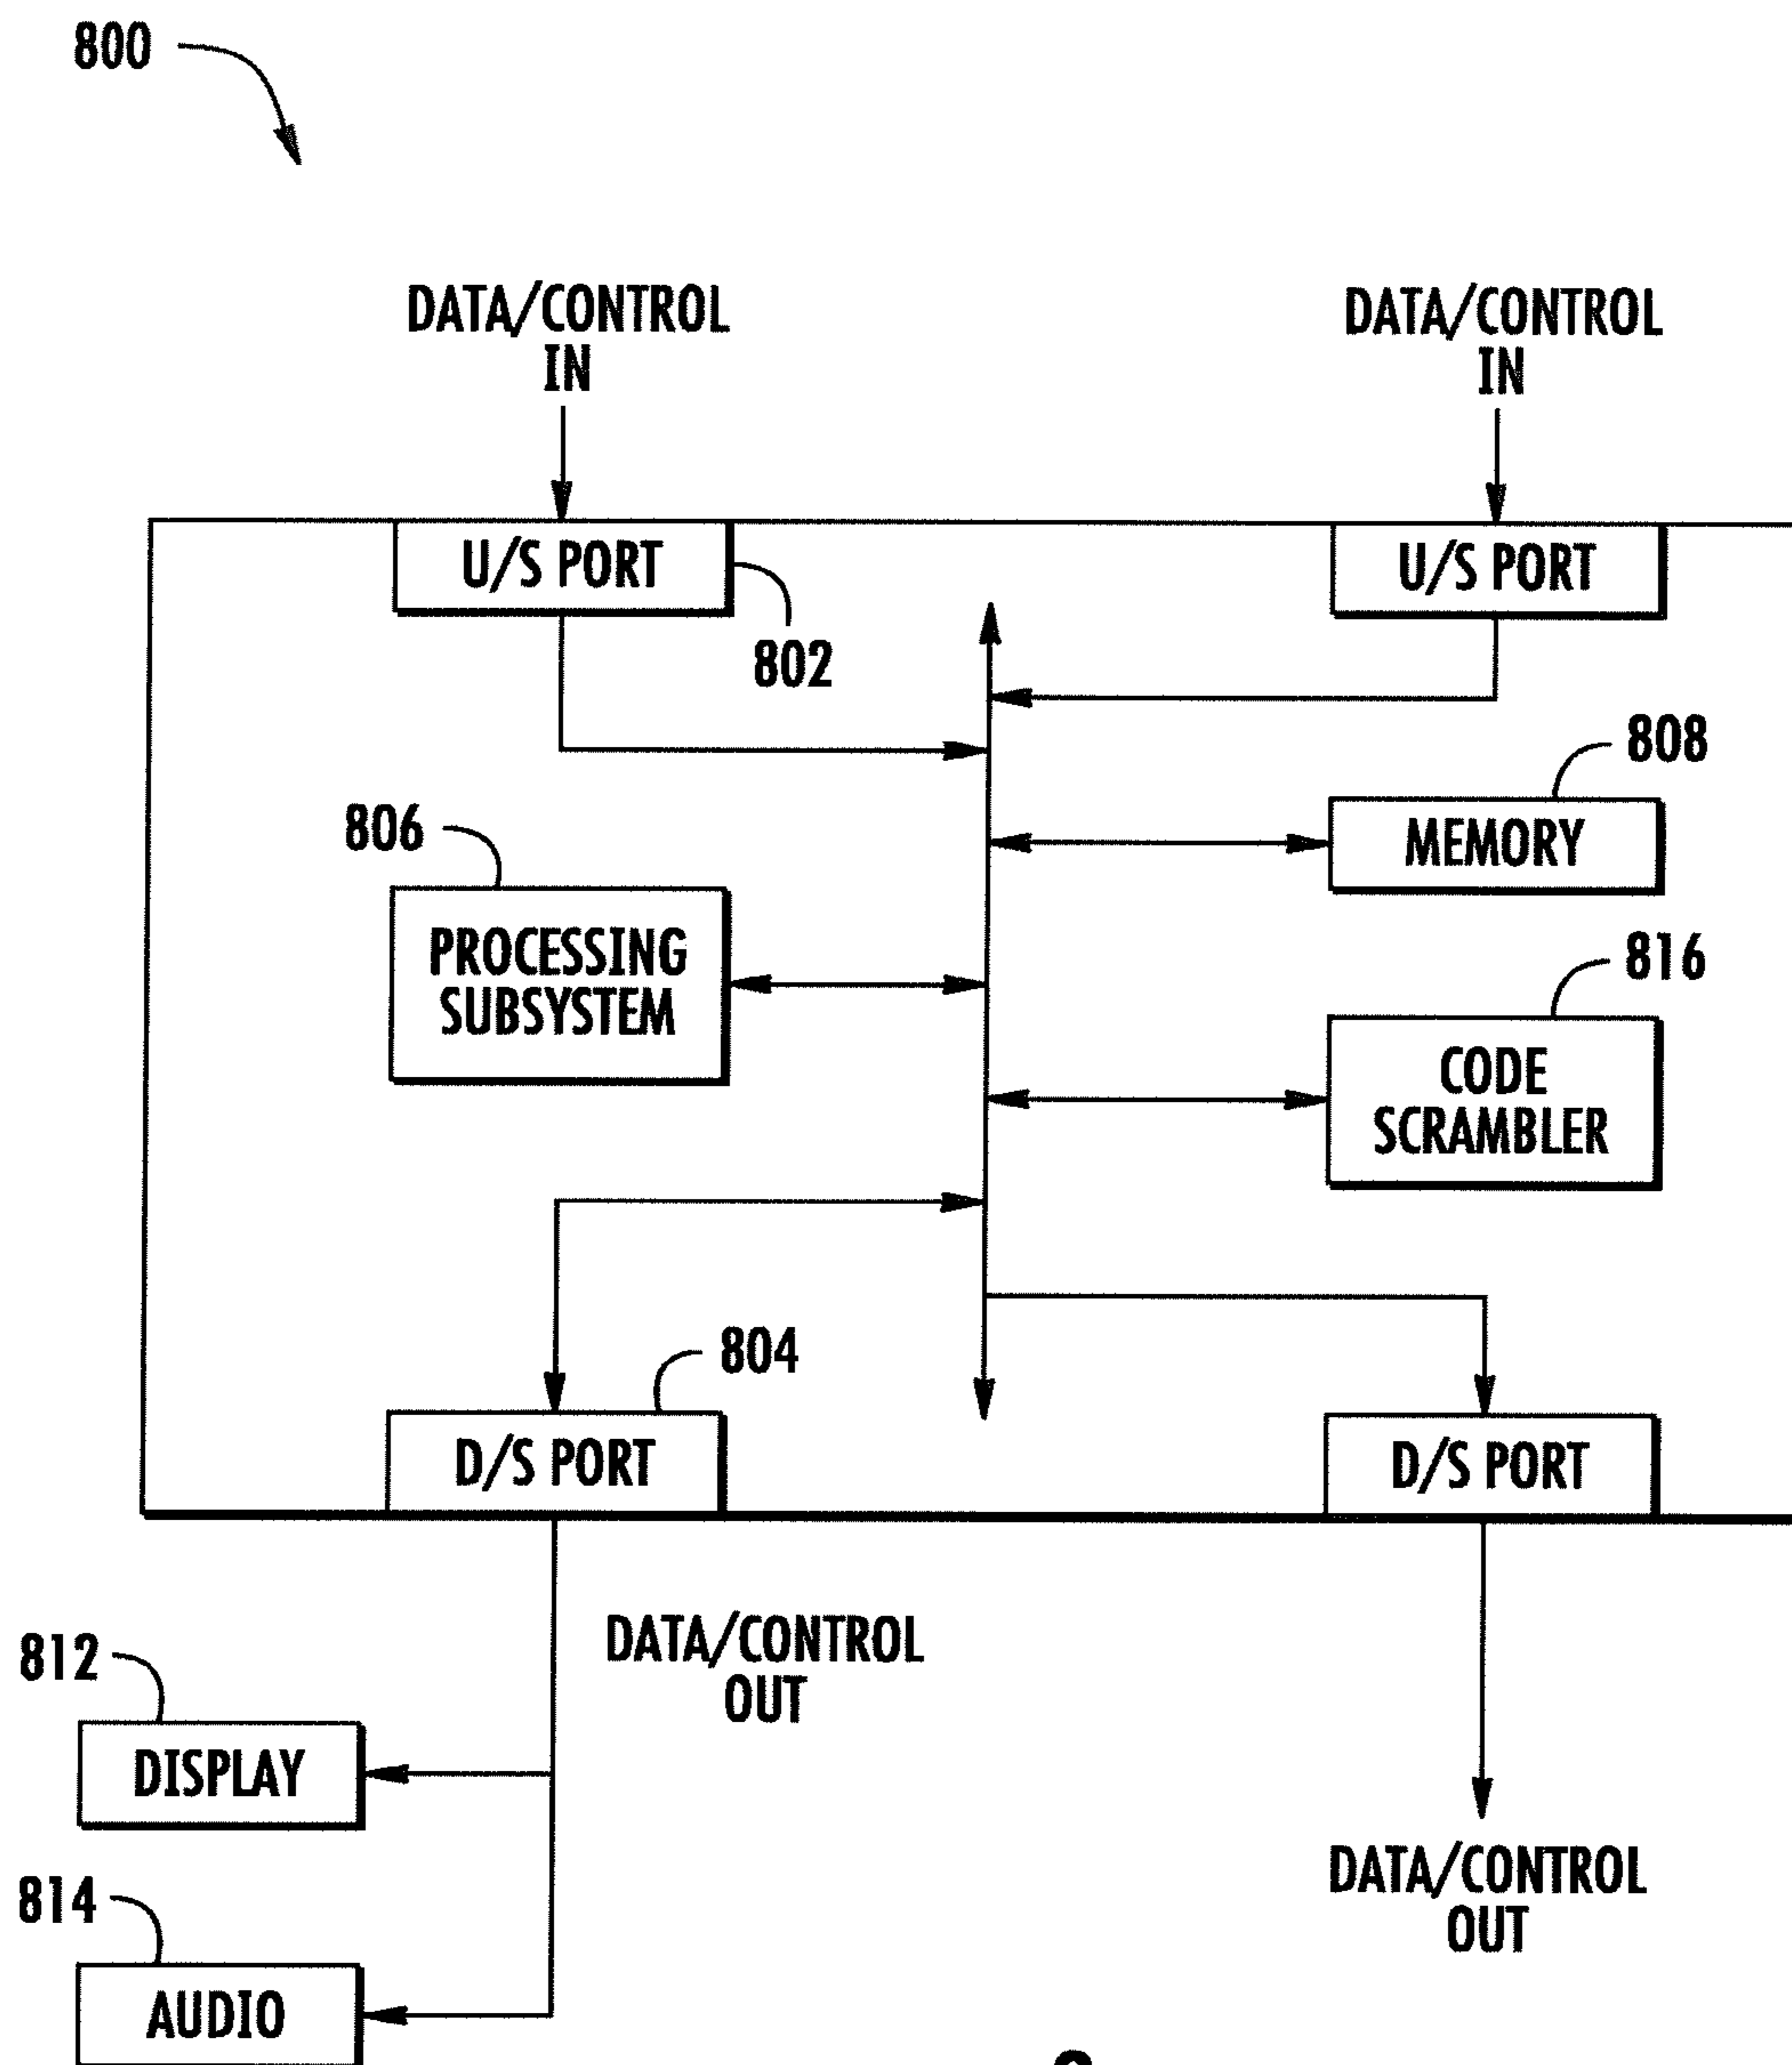 800
DATA/CONTROL
IN
DATA/CONTROL
IN
U/S PORT
U/S PORT
802
808
806
MEMORY
PROCESSING
SUBSYSTEM
816
CODE
SCRAMBLER
804
D/S PORT
D/S PORT
812
DATA/CONTROL
OUT
DISPLAY
DATA/CONTROL
OUT
814
AUDIO